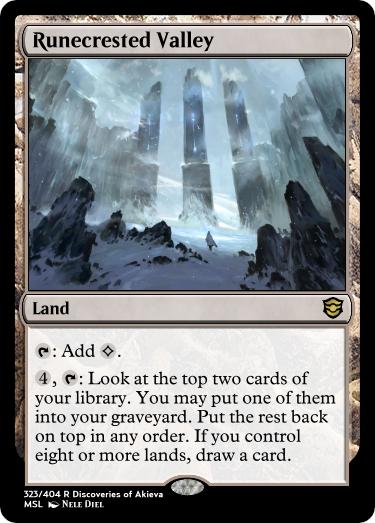 Runecrested Valley
Land
: Add .
4, : Look at the top two cards of
your library. You may put one of them
into your graveyard. Put the rest back
on top in any order. If you control
eight or more lands, draw a card.
323/404 R Discoveries of Akieva
MSL Nele Diel